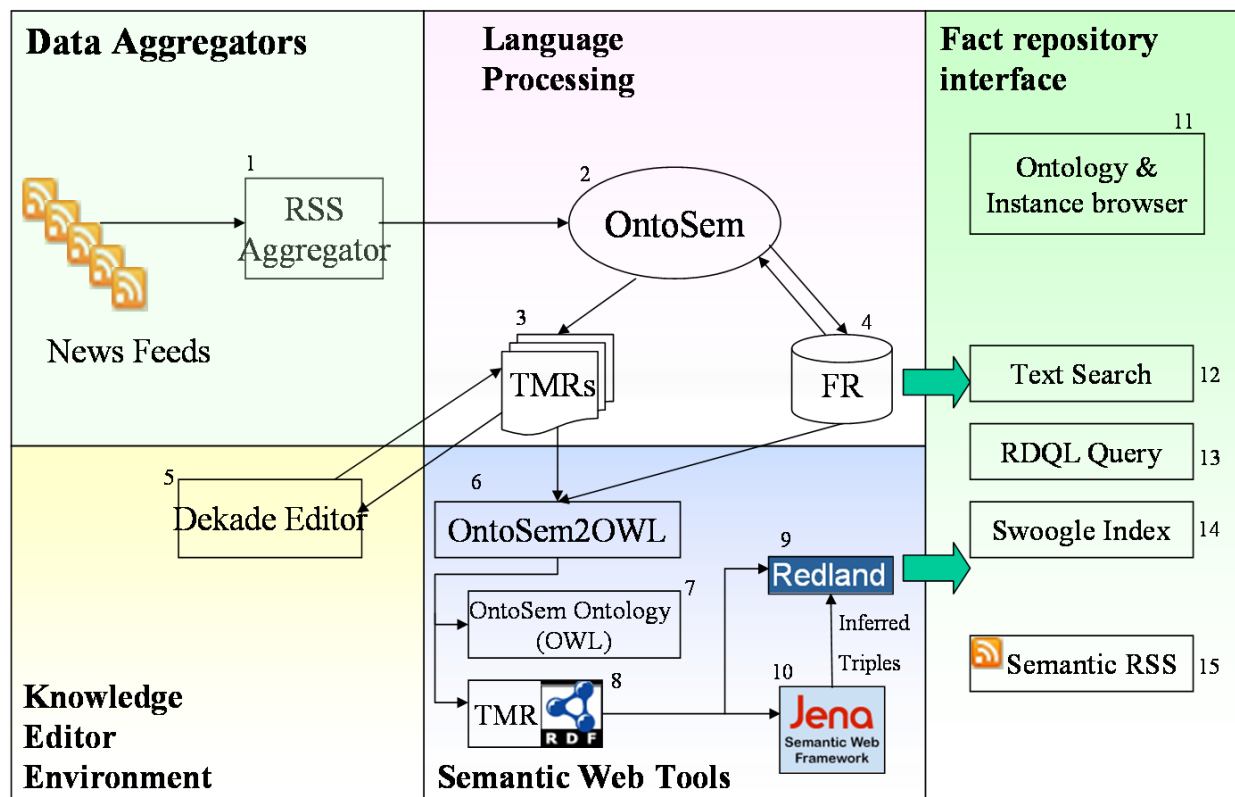 Data Aggregators
1
RSS
Aggregator
News Feeds
Language
Processing
2
OntoSem
3
TMRs
4
FR
Fact repository
interface
11
Ontology &
Instance browser
Text Search
12
RDQL Query
13
Swoogle Index
14
Semantic RSS
15
5
Dekade Editor
Knowledge
Editor
Environment
6
OntoSem2OWL
7
OntoSem Ontology
(OWL)
8
TMR
RDF
9
Redland
Inferred
Triples
10
Jena
Semantic Web
Framework
Semantic Web Tools